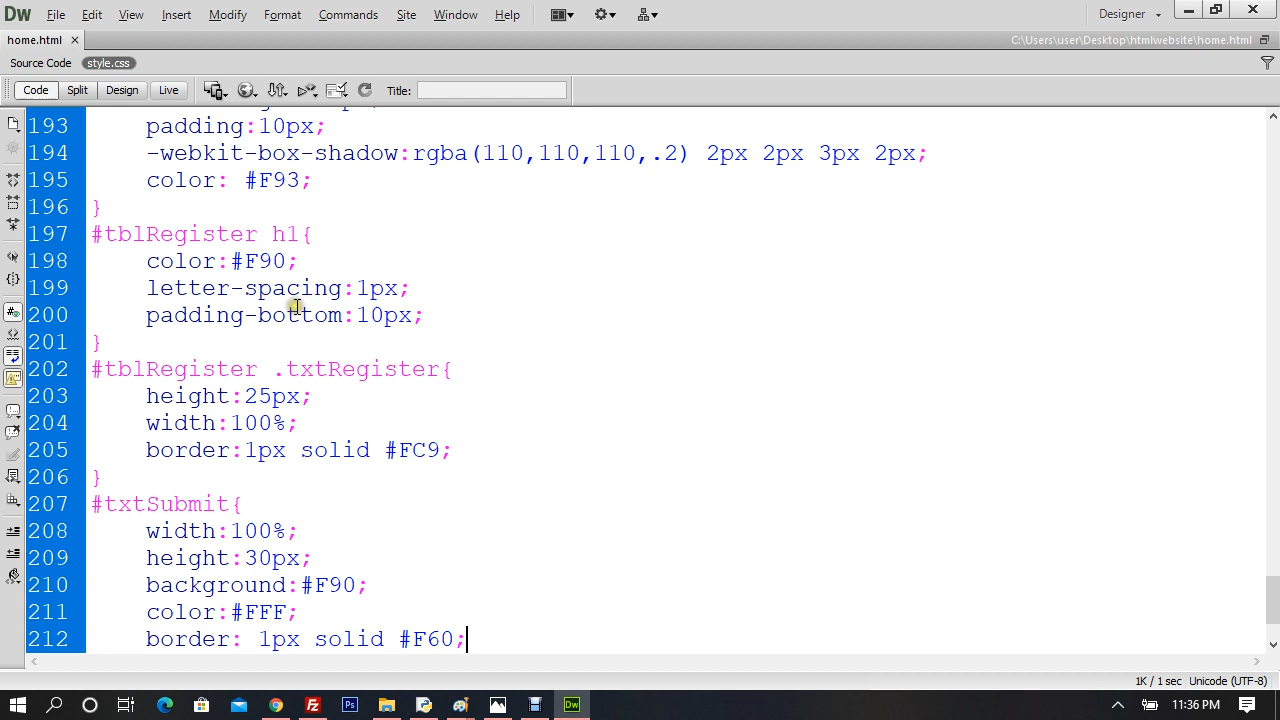 Dw File Edit View Insert Modify Format Commands Site Window Help Designer
home.html C:\Users\user\Desktop\htmlwebsite\home.html
Source Code style.css
Code Split Design Live Title:
193 padding:10px;
194 -webkit-box-shadow:rgba(110,110,110,.2) 2px 2px 3px 2px;
195 color: #F93;
196 }
197 #tblRegister h1{
198 color:#F90;
199 letter-spacing:1px;
200 padding-bottom:10px;
201 }
202 #tblRegister .txtRegister{
203 height:25px;
204 width:100%;
205 border:1px solid #FC9;
206 }
207 #txtSubmit{
208 width:100%;
209 height:30px;
210 background:#F90;
211 color:#FFF;
212 border: 1px solid #F60;
1K / 1 sec Unicode (UTF-8)
Fz Ps Dw 11:36 PM